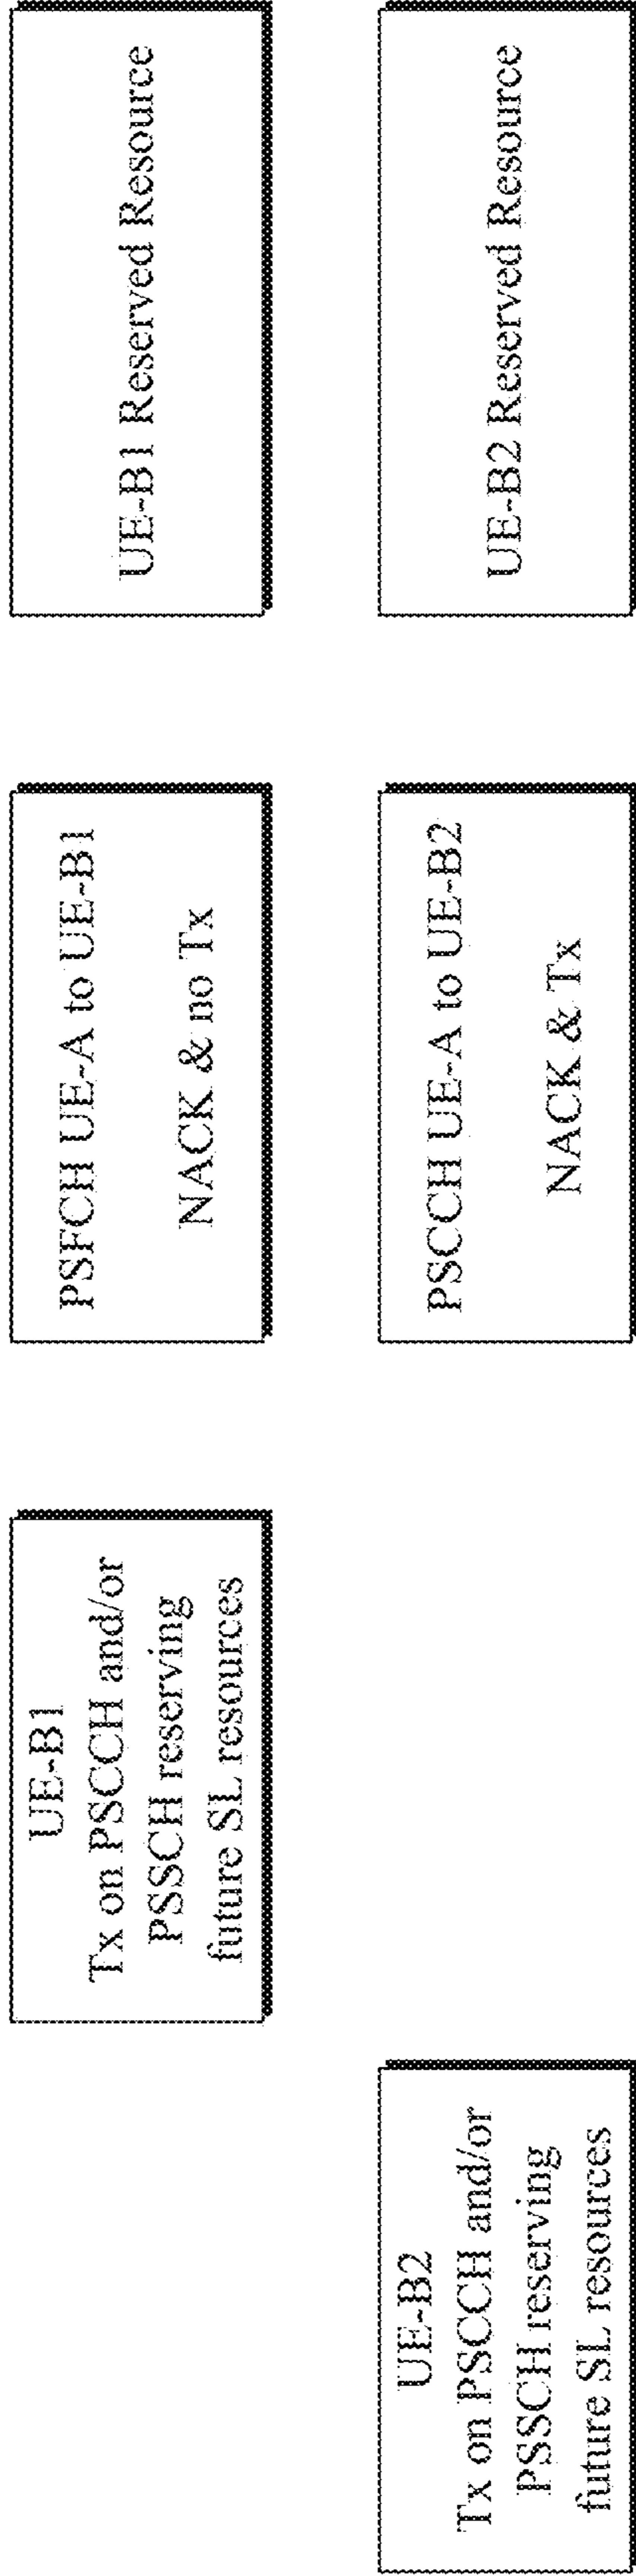 UE-B1
Tx on PSCCH and/or
PSSCH reserving
future SL resources
PSFCH UE-A to UE-B1
NACK & no Tx
UE-B1 Reserved Resource
UE-B2
Tx on PSCCH and/or
PSSCH reserving
future SL resources
PSCCH UE-A to UE-B2
NACK & Tx
UE-B2 Reserved Resource